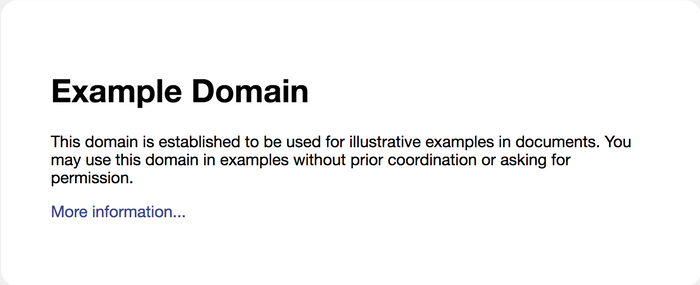 Example Domain
This domain is established to be used for illustrative examples in documents. You
may use this domain in examples without prior coordination or asking for
permission.
More information...